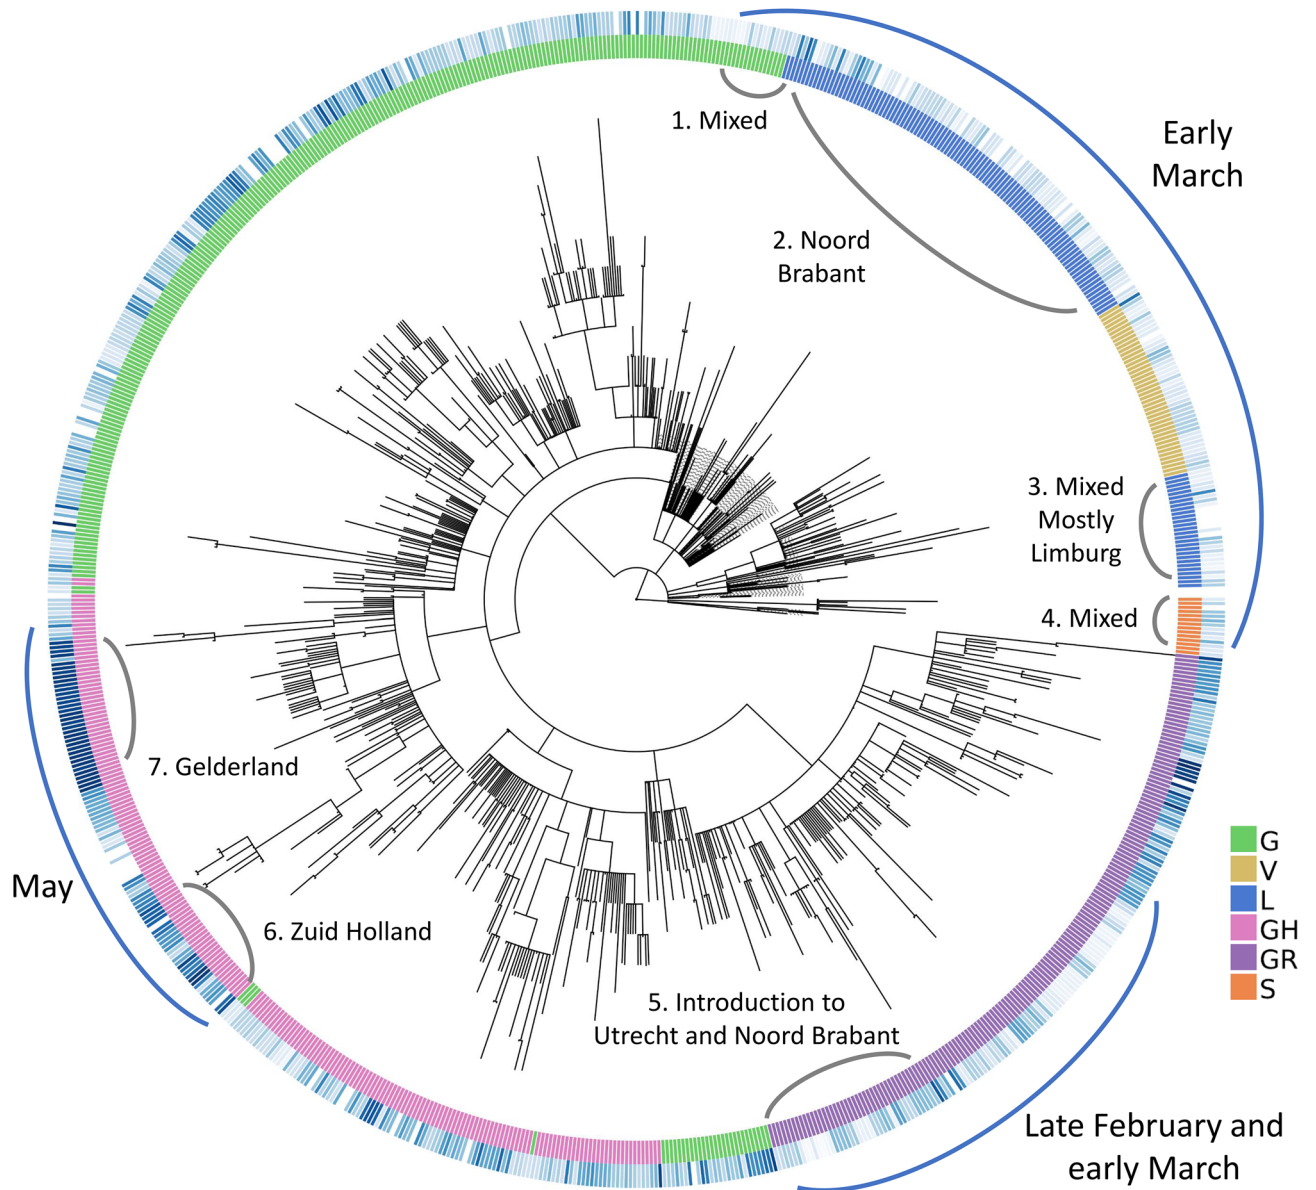 1. Mixed
Early
March
2. Noord
Brabant
3. Mixed
Mostly
Limburg
4. Mixed
7. Gelderland
May
6. Zuid Holland
5. Introduction to
Utrecht and Noord Brabant
G
V
L
GH
GR
S
Late February and
early March